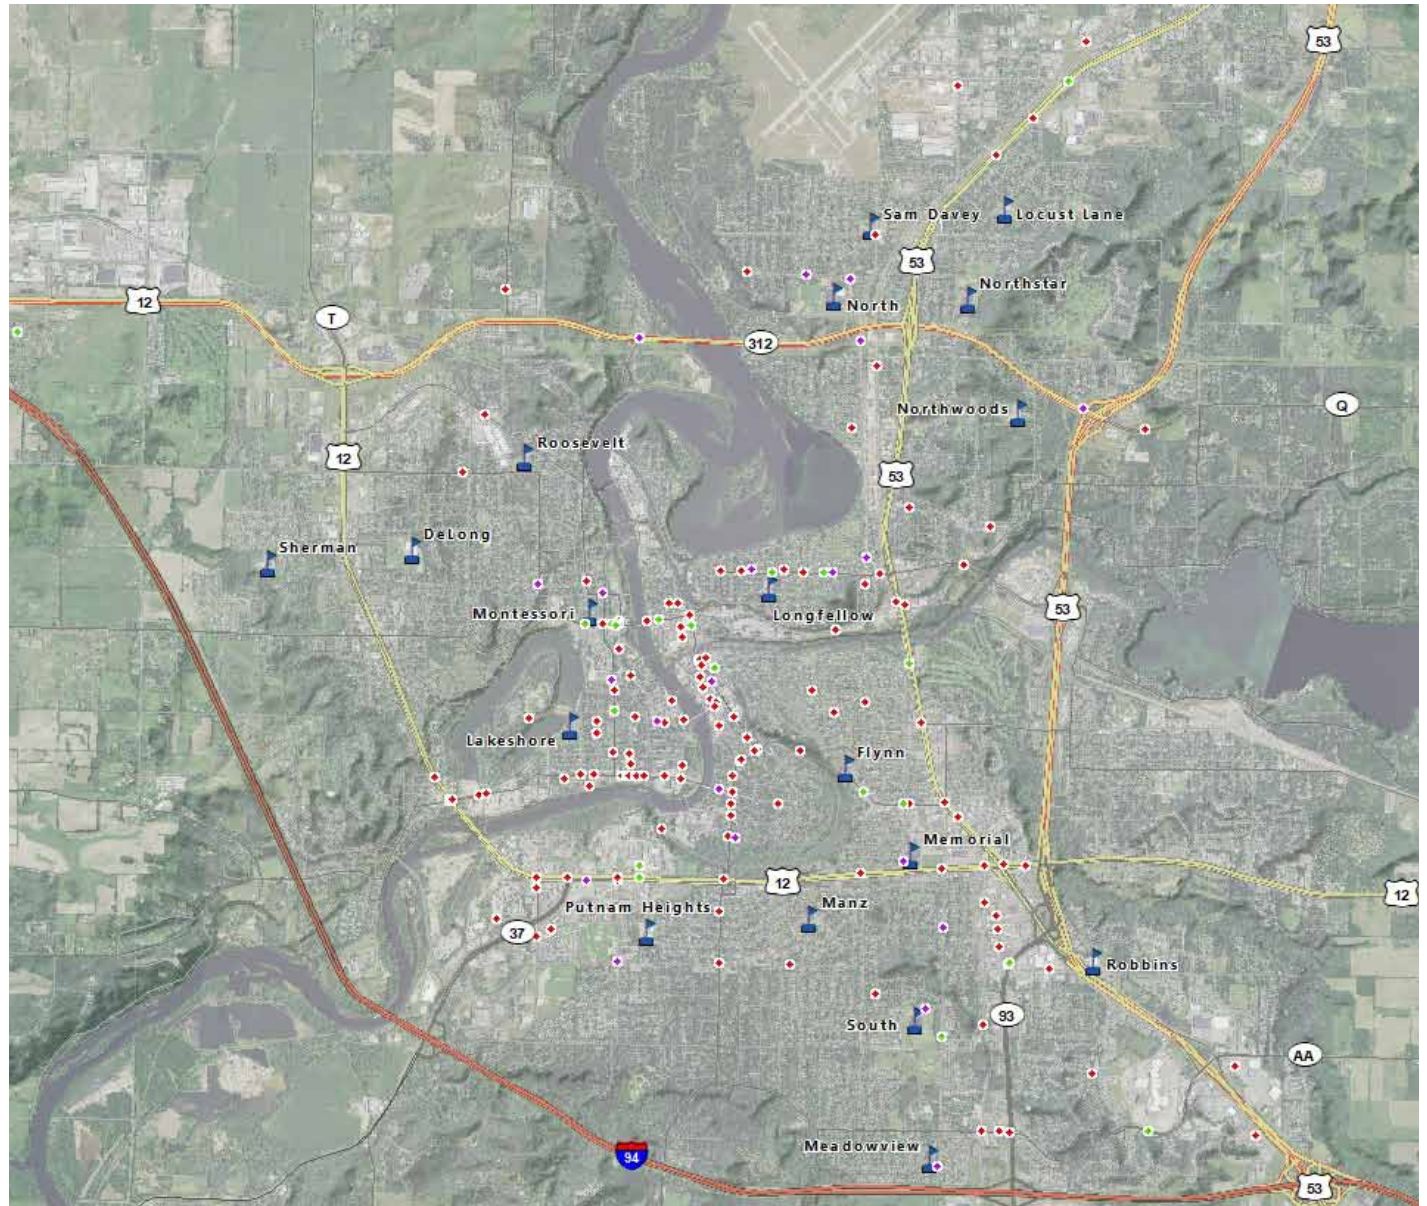 53
Sam Davey
Locust Lane
53
Northstar
12
North
T
312
Q
Northwoods
Roosevelt
12
53
DeLong
Sherman
53
Montessori
Longfellow
Lakeshore
Flynn
Memorial
12
12
Putnam Heights
Manz
37
Robbins
South
93
AA
Meadowview
94
53